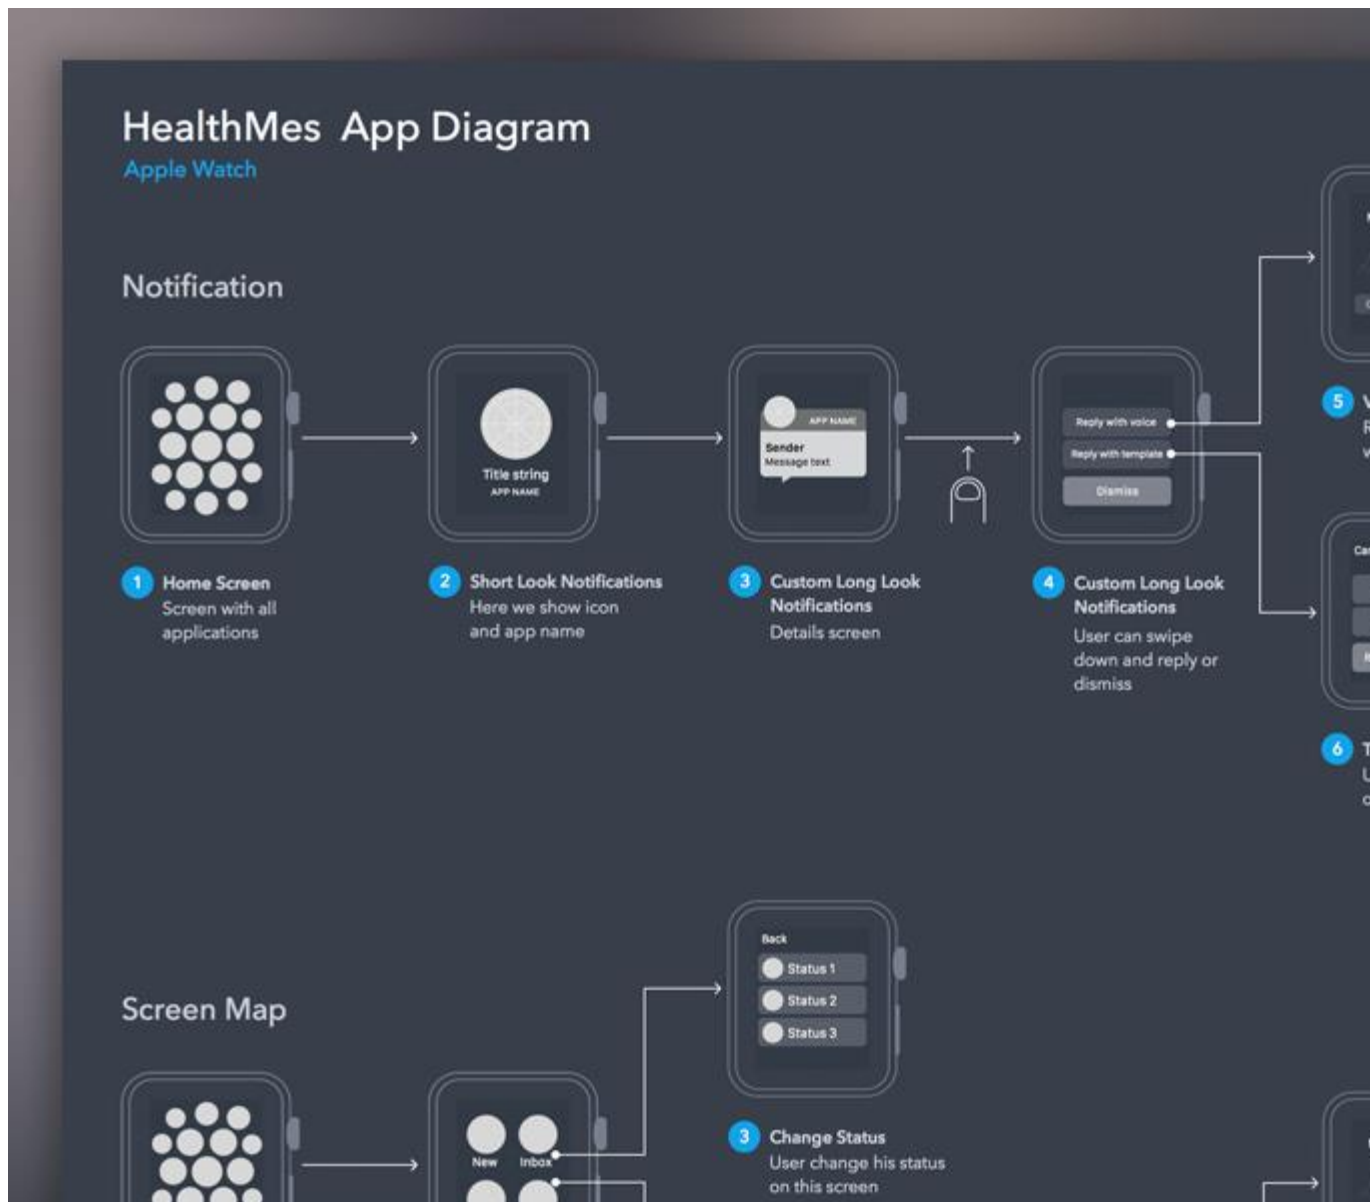 HealthMes App Diagram
Apple Watch
Notification
Title string
APP NAME
APP NAME
Sender
Message text
Reply with voice
Reply with template
Dismiss
1 Home Screen
Screen with all
applications
2 Short Look Notifications
Here we show icon
and app name
3 Custom Long Look
Notifications
Details screen
4 Custom Long Look
Notifications
User can swipe
down and reply or
dismiss
5
6
Screen Map
Back
Status 1
Status 2
Status 3
New
Inbox
3 Change Status
User change his status
on this screen